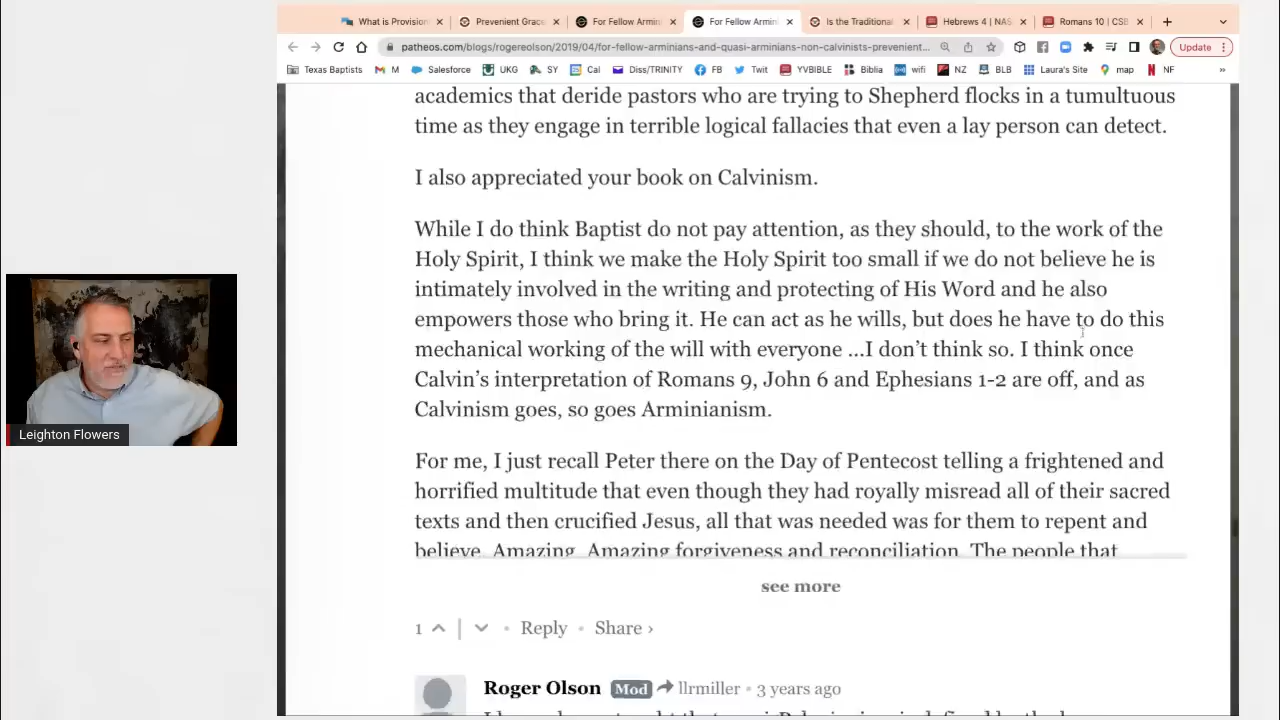 What is Provision
Prevenient Grace
For Fellow Armin
For Fellow Armini
Is the Traditional
Hebrews 4 | NAS
Romans 10 | CSB
patheos.com/blogs/rogereolson/2019/04/for-fellow-arminians-and-quasi-arminians-non-calvinists-prevenient...
Update
Texas Baptists
M
Salesforce
UKG
SY
Cal
Diss/TRINITY
FB
Twit
YVBIBLE
Biblia
wifi
NZ
BLB
Laura's Site
map
NF
»
academics that deride pastors who are trying to Shepherd flocks in a tumultuous
time as they engage in terrible logical fallacies that even a lay person can detect.
I also appreciated your book on Calvinism.
While I do think Baptist do not pay attention, as they should, to the work of the
Holy Spirit, I think we make the Holy Spirit too small if we do not believe he is
intimately involved in the writing and protecting of His Word and he also
empowers those who bring it. He can act as he wills, but does he have to do this
mechanical working of the will with everyone ...I don't think so. I think once
Calvin's interpretation of Romans 9, John 6 and Ephesians 1-2 are off, and as
Calvinism goes, so goes Arminianism.
For me, I just recall Peter there on the Day of Pentecost telling a frightened and
horrified multitude that even though they had royally misread all of their sacred
texts and then crucified Jesus, all that was needed was for them to repent and
believe. Amazing. Amazing forgiveness and reconciliation. The people that
see more
1 • Reply • Share ›
Roger Olson Mod llrmiller • 3 years ago
Leighton Flowers